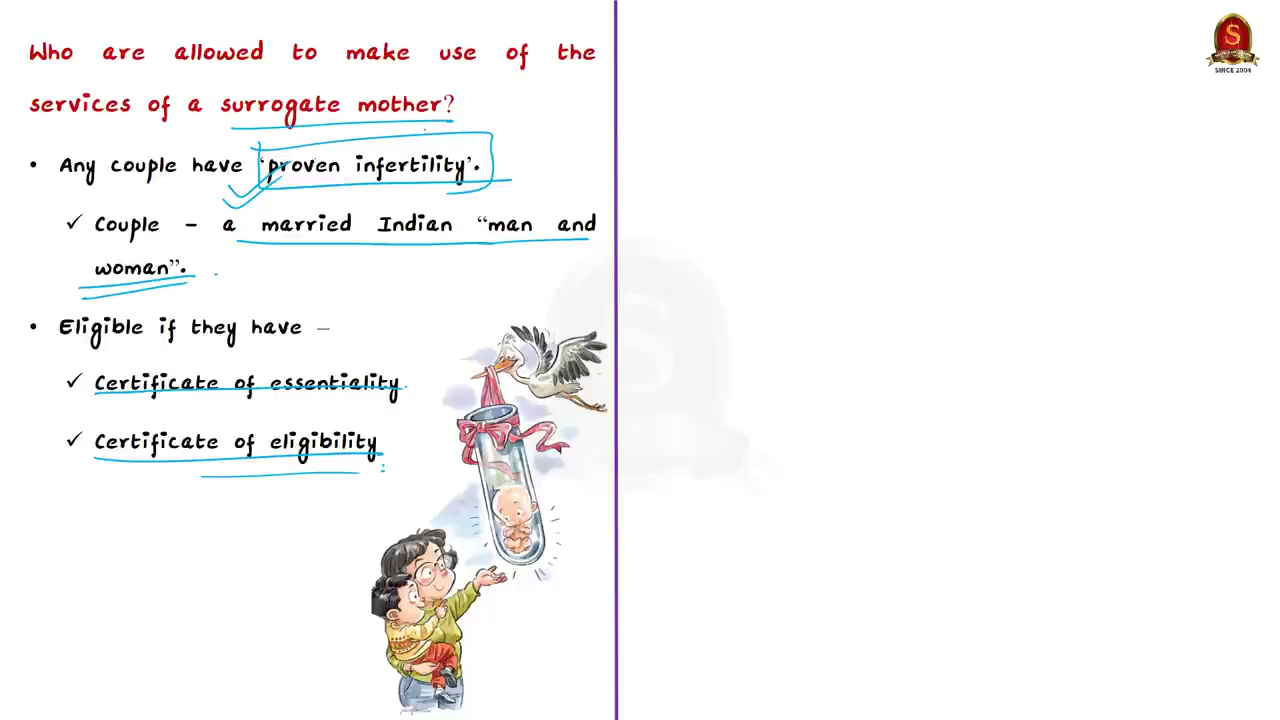 Who are allowed to make use of the
services of a surrogate mother?
• Any couple have ‘proven infertility’.
✓ Couple – a married Indian “man and
woman”.
• Eligible if they have –
✓ Certificate of essentiality
✓ Certificate of eligibility
S
SINCE 2004